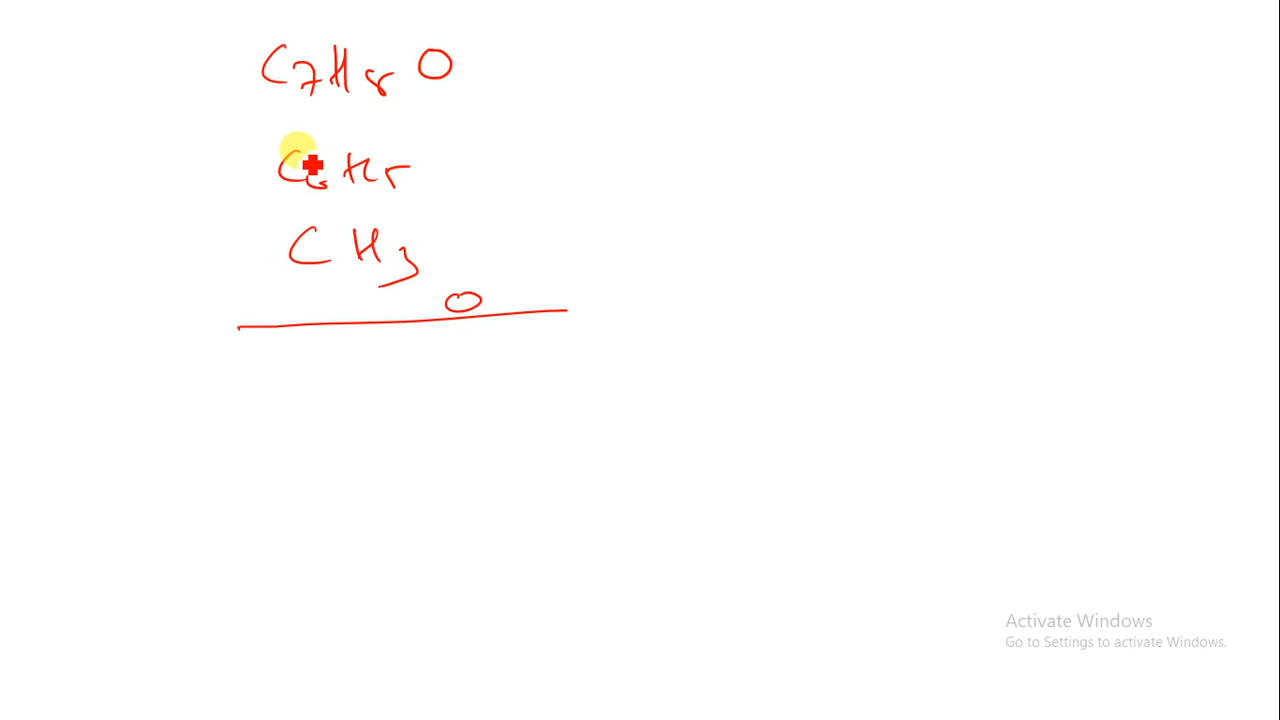 C7H8O
C6H5
CH3
O
Activate Windows
Go to Settings to activate Windows.